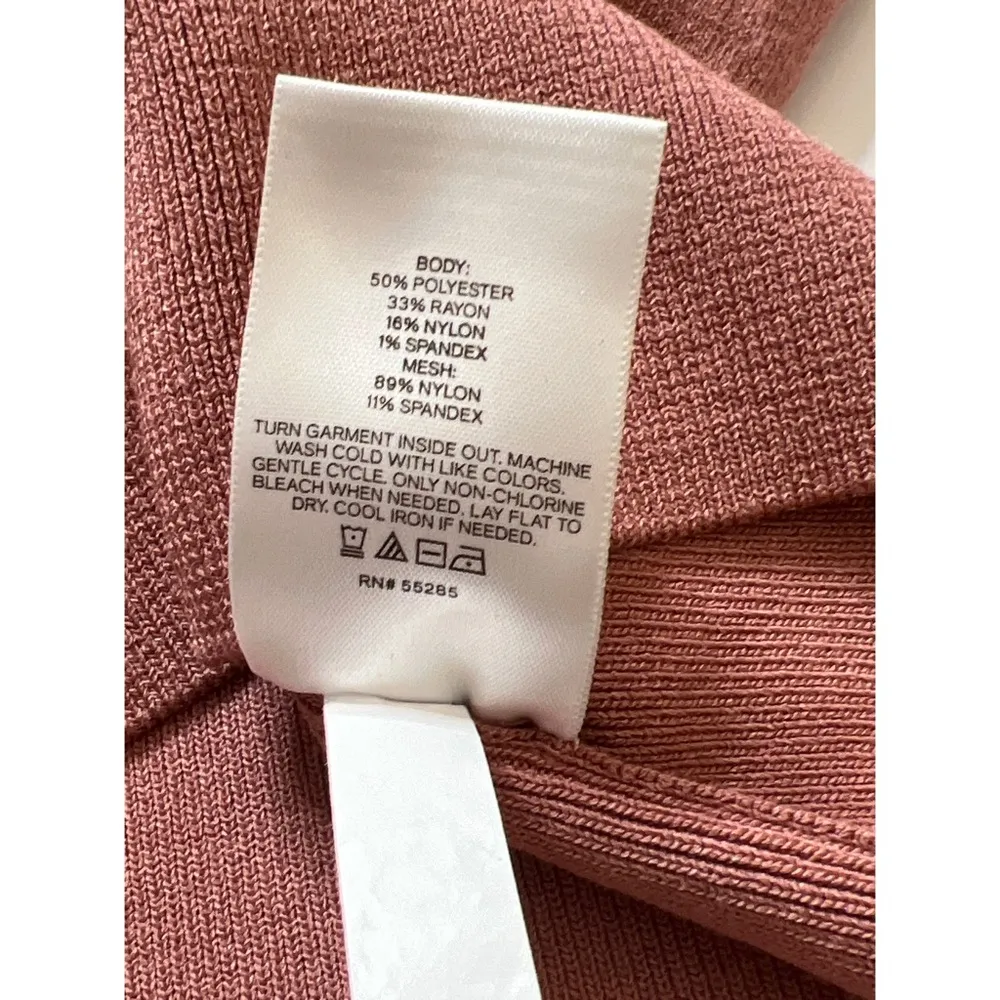 BODY:
50% POLYESTER
33% RAYON
16% NYLON
1% SPANDEX
MESH:
89% NYLON
11% SPANDEX
TURN GARMENT INSIDE OUT. MACHINE
WASH COLD WITH LIKE COLORS.
GENTLE CYCLE. ONLY NON-CHLORINE
BLEACH WHEN NEEDED. LAY FLAT TO
DRY. COOL IRON IF NEEDED.
RN# 55285